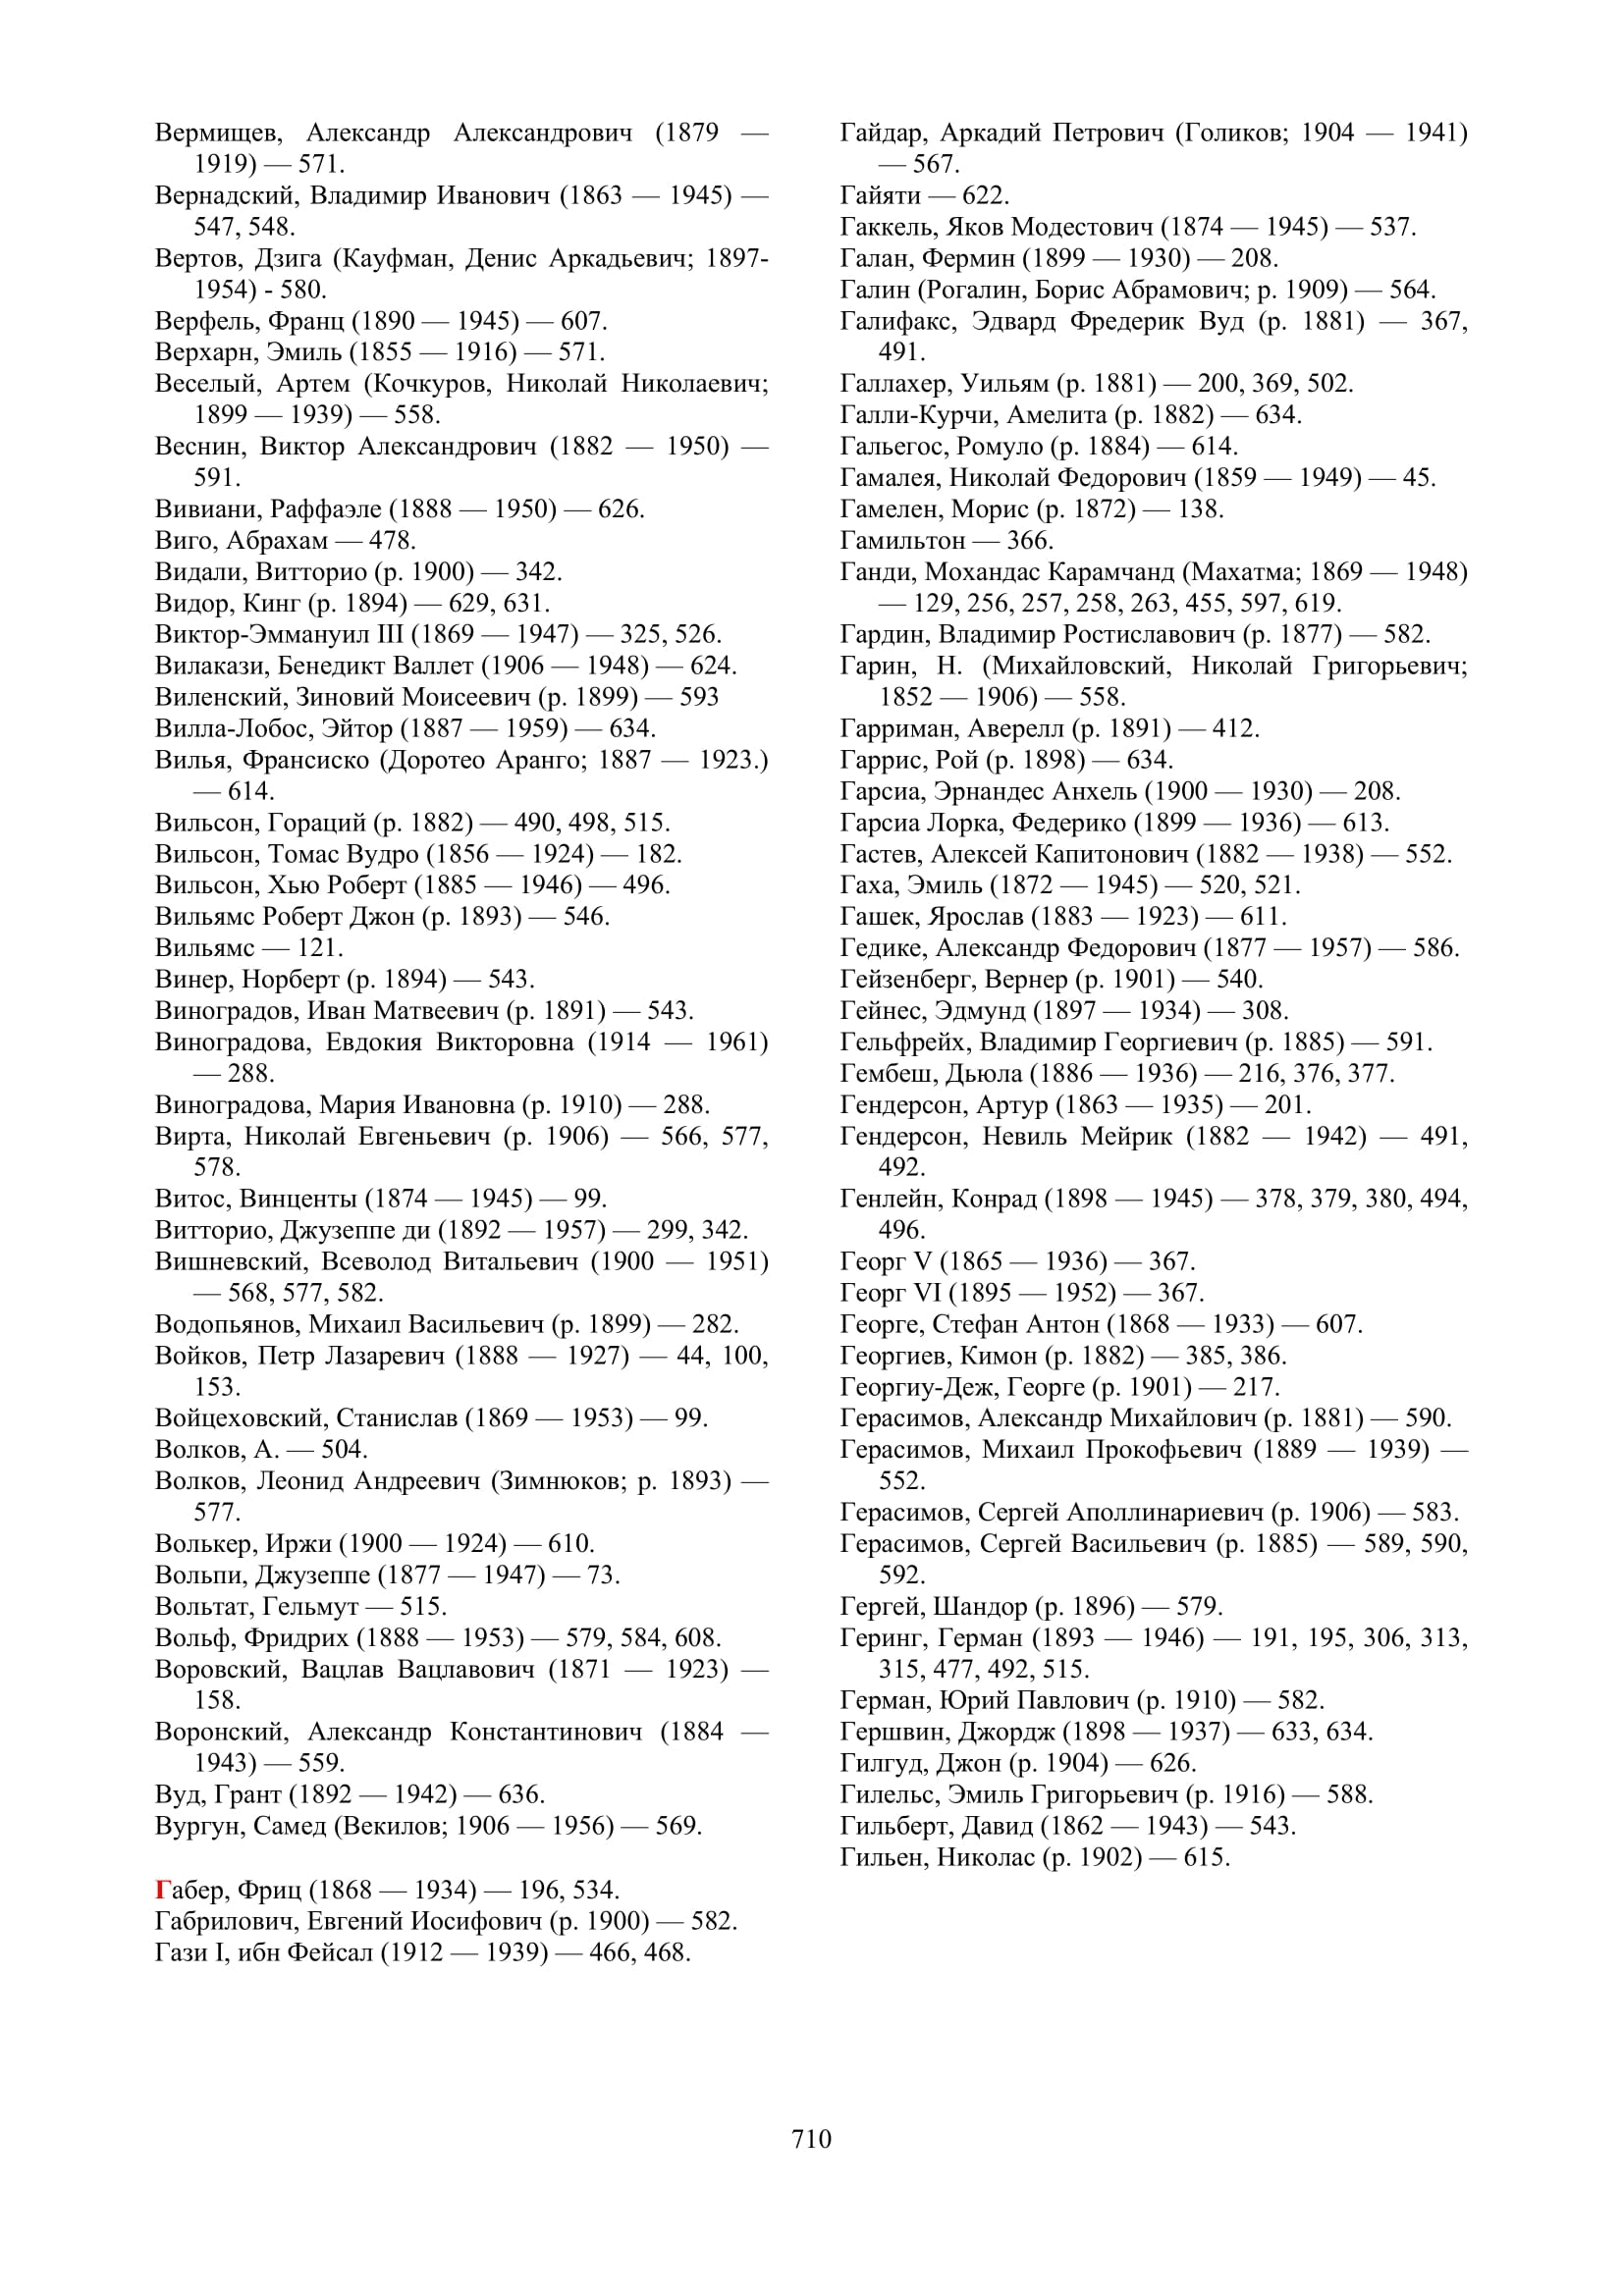 Вермищев, Александр Александрович (1879 —
1919) — 571.
Вернадский, Владимир Иванович (1863 — 1945) —
547, 548.
Вертов, Дзига (Кауфман, Денис Аркадьевич; 1897-
1954) - 580.
Верфель, Франц (1890 — 1945) — 607.
Верхарн, Эмиль (1855 — 1916) — 571.
Веселый, Артем (Кочкуров, Николай Николаевич;
1899 — 1939) — 558.
Веснин, Виктор Александрович (1882 — 1950) —
591.
Вивиани, Раффаэле (1888 — 1950) — 626.
Виго, Абрахам — 478.
Видали, Витторио (р. 1900) — 342.
Видор, Кинг (р. 1894) — 629, 631.
Виктор-Эммануил III (1869 — 1947) — 325, 526.
Вилакази, Бенедикт Валлет (1906 — 1948) — 624.
Виленский, Зиновий Моисеевич (р. 1899) — 593
Вилла-Лобос, Эйтор (1887 — 1959) — 634.
Вилья, Франсиско (Доротео Аранго; 1887 — 1923.)
— 614.
Вильсон, Гораций (р. 1882) — 490, 498, 515.
Вильсон, Томас Вудро (1856 — 1924) — 182.
Вильсон, Хью Роберт (1885 — 1946) — 496.
Вильямс Роберт Джон (р. 1893) — 546.
Вильямс — 121.
Винер, Норберт (р. 1894) — 543.
Виноградов, Иван Матвеевич (р. 1891) — 543.
Виноградова, Евдокия Викторовна (1914 — 1961)
— 288.
Виноградова, Мария Ивановна (р. 1910) — 288.
Вирта, Николай Евгеньевич (р. 1906) — 566, 577,
578.
Витос, Винценты (1874 — 1945) — 99.
Витторио, Джузеппе ди (1892 — 1957) — 299, 342.
Вишневский, Всеволод Витальевич (1900 — 1951)
— 568, 577, 582.
Водопьянов, Михаил Васильевич (р. 1899) — 282.
Войков, Петр Лазаревич (1888 — 1927) — 44, 100,
153.
Войцеховский, Станислав (1869 — 1953) — 99.
Волков, А. — 504.
Волков, Леонид Андреевич (Зимнюков; р. 1893) —
577.
Волькер, Иржи (1900 — 1924) — 610.
Вольпи, Джузеппе (1877 — 1947) — 73.
Вольтат, Гельмут — 515.
Вольф, Фридрих (1888 — 1953) — 579, 584, 608.
Воровский, Вацлав Вацлавович (1871 — 1923) —
158.
Воронский, Александр Константинович (1884 —
1943) — 559.
Вуд, Грант (1892 — 1942) — 636.
Вургун, Самед (Векилов; 1906 — 1956) — 569.
Габер, Фриц (1868 — 1934) — 196, 534.
Габрилович, Евгений Иосифович (р. 1900) — 582.
Гази I, ибн Фейсал (1912 — 1939) — 466, 468.
Гайдар, Аркадий Петрович (Голиков; 1904 — 1941)
— 567.
Гайяти — 622.
Гаккель, Яков Модестович (1874 — 1945) — 537.
Галан, Фермин (1899 — 1930) — 208.
Галин (Рогалин, Борис Абрамович; р. 1909) — 564.
Галифакс, Эдвард Фредерик Вуд (р. 1881) — 367,
491.
Галлахер, Уильям (р. 1881) — 200, 369, 502.
Галли-Курчи, Амелита (р. 1882) — 634.
Гальегос, Ромуло (р. 1884) — 614.
Гамалея, Николай Федорович (1859 — 1949) — 45.
Гамелен, Морис (р. 1872) — 138.
Гамильтон — 366.
Ганди, Мохандас Карамчанд (Махатма; 1869 — 1948)
— 129, 256, 257, 258, 263, 455, 597, 619.
Гардин, Владимир Ростиславович (р. 1877) — 582.
Гарин, Н. (Михайловский, Николай Григорьевич;
1852 — 1906) — 558.
Гарриман, Аверелл (р. 1891) — 412.
Гаррис, Рой (р. 1898) — 634.
Гарсиа, Эрнандес Анхель (1900 — 1930) — 208.
Гарсиа Лорка, Федерико (1899 — 1936) — 613.
Гастев, Алексей Капитонович (1882 — 1938) — 552.
Гаха, Эмиль (1872 — 1945) — 520, 521.
Гашек, Ярослав (1883 — 1923) — 611.
Гедике, Александр Федорович (1877 — 1957) — 586.
Гейзенберг, Вернер (р. 1901) — 540.
Гейнес, Эдмунд (1897 — 1934) — 308.
Гельфрейх, Владимир Георгиевич (р. 1885) — 591.
Гембеш, Дьюла (1886 — 1936) — 216, 376, 377.
Гендерсон, Артур (1863 — 1935) — 201.
Гендерсон, Невиль Мейрик (1882 — 1942) — 491,
492.
Генлейн, Конрад (1898 — 1945) — 378, 379, 380, 494,
496.
Георг V (1865 — 1936) — 367.
Георг VI (1895 — 1952) — 367.
Георге, Стефан Антон (1868 — 1933) — 607.
Георгиев, Кимон (р. 1882) — 385, 386.
Георгиу-Деж, Георге (р. 1901) — 217.
Герасимов, Александр Михайлович (р. 1881) — 590.
Герасимов, Михаил Прокофьевич (1889 — 1939) —
552.
Герасимов, Сергей Аполлинариевич (р. 1906) — 583.
Герасимов, Сергей Васильевич (р. 1885) — 589, 590,
592.
Гергей, Шандор (р. 1896) — 579.
Геринг, Герман (1893 — 1946) — 191, 195, 306, 313,
315, 477, 492, 515.
Герман, Юрий Павлович (р. 1910) — 582.
Гершвин, Джордж (1898 — 1937) — 633, 634.
Гилгуд, Джон (р. 1904) — 626.
Гилельс, Эмиль Григорьевич (р. 1916) — 588.
Гильберт, Давид (1862 — 1943) — 543.
Гильен, Николас (р. 1902) — 615.
710